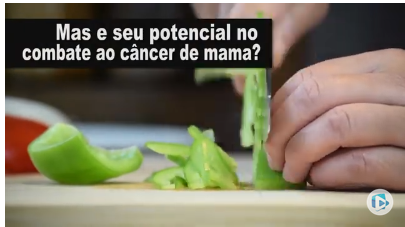 Mas e seu potencial no
combate ao câncer de mama?